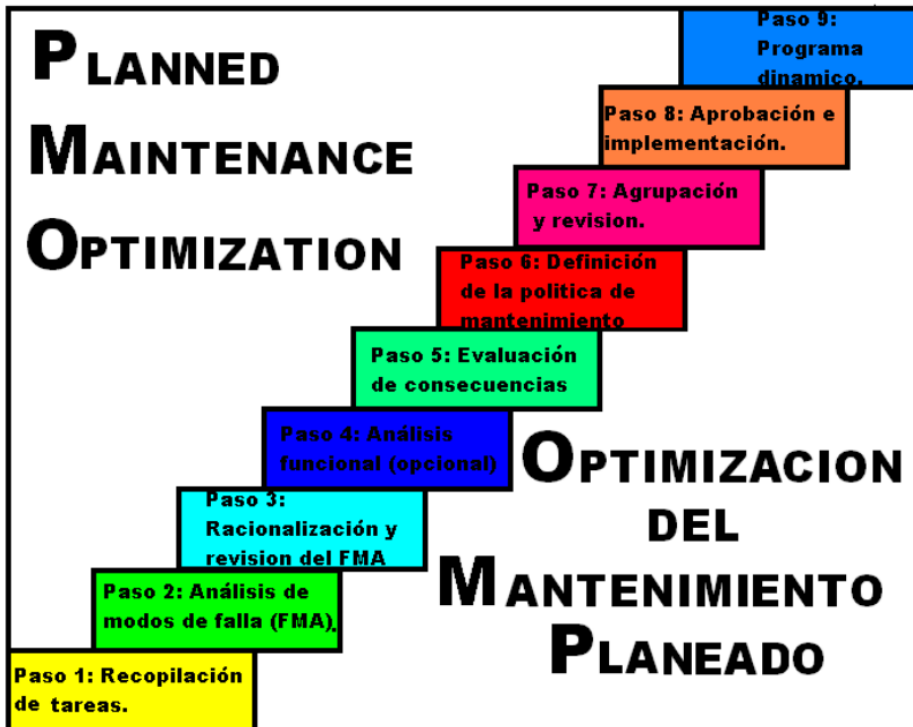 PLANNED
MAINTENANCE
OPTIMIZATION
Paso 9:
Programa
dinamico.
Paso 8: Aprobación e
implementación.
Paso 7: Agrupación
y revision.
Paso 6: Definición
de la politica de
mantenimiento
Paso 5: Evaluación
de consecuencias
Paso 4: Análisis
funcional (opcional)
Paso 3:
Racionalización y
revision del FMA
Paso 2: Análisis de
modos de falla (FMA).
Paso 1: Recopilación
de tareas.
OPTIMIZACION
DEL
MANTENIMIENTO
PLANEADO